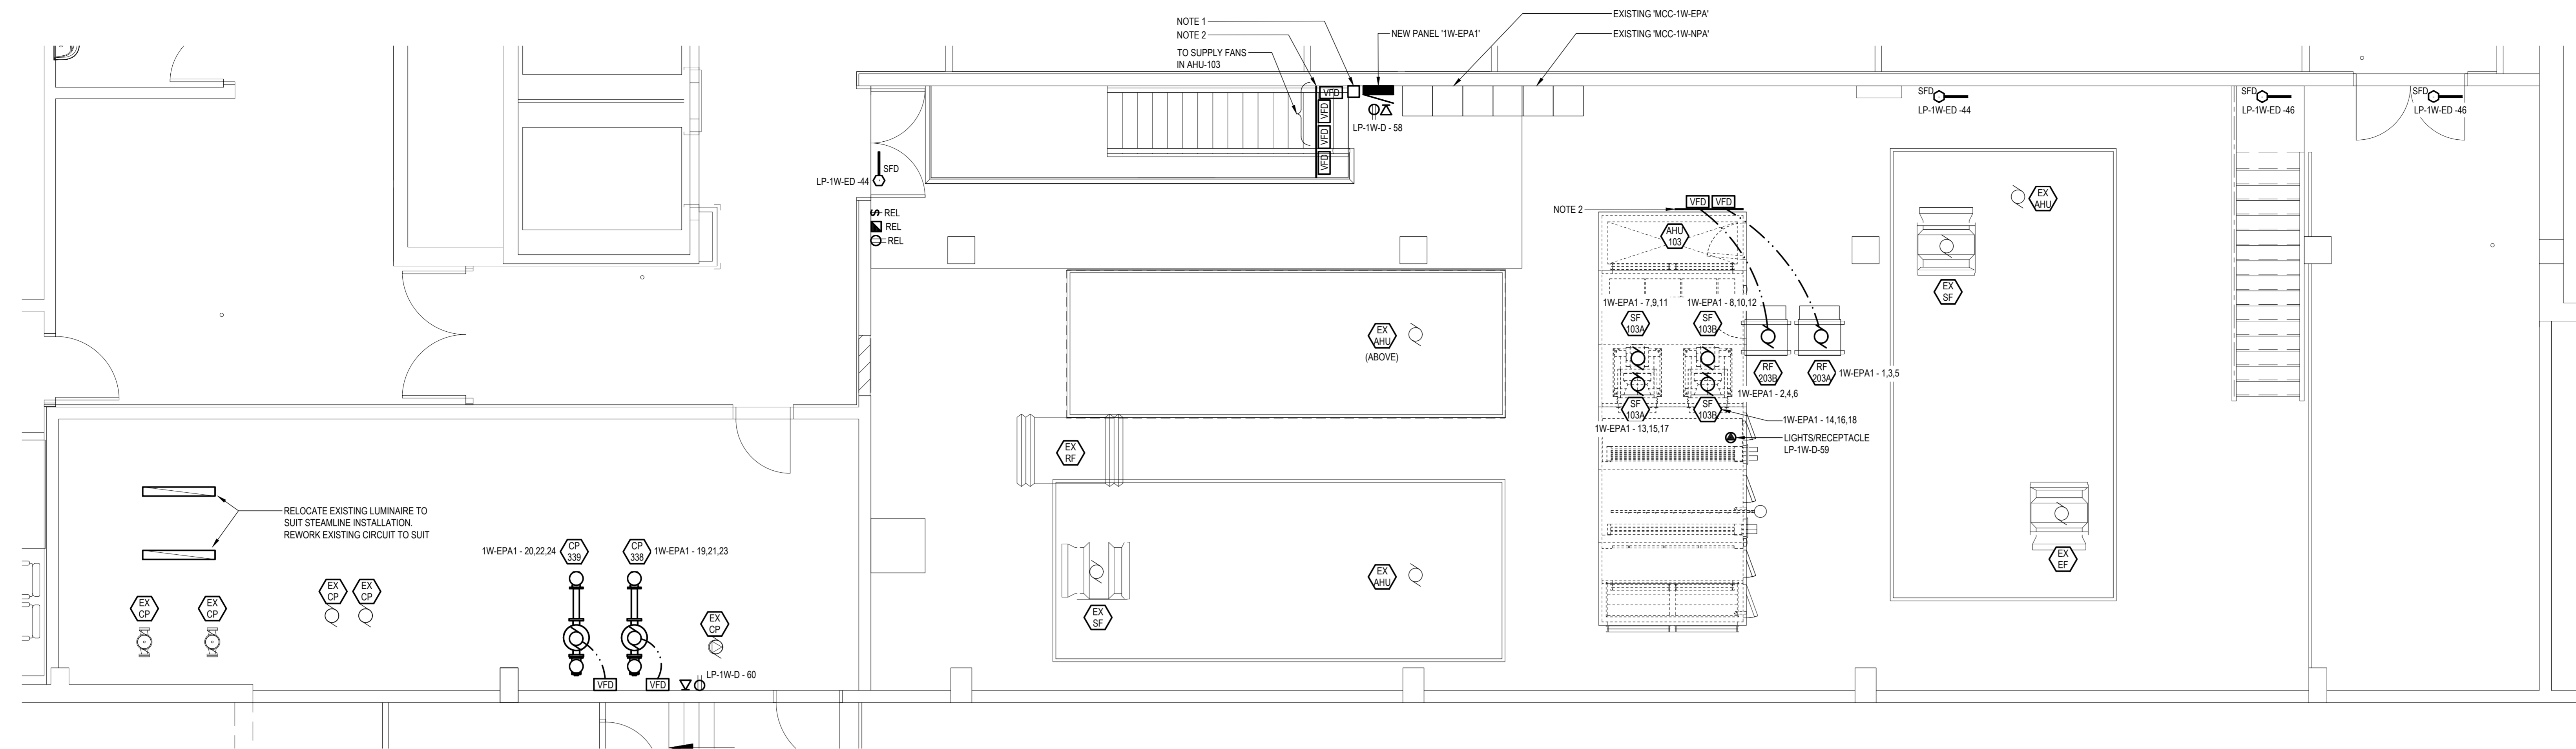 NOTE 1
NOTE 2
TO SUPPLY FANS
IN AHU-103
NEW PANEL '1W-EPA1'
EXISTING 'MCC-1W-EPA'
EXISTING 'MCC-1W-NPA'
VFD
VFD
VFD
VFD
LP-1W-D - 58
SFD
LP-1W-ED -44
SFD
LP-1W-ED -46
SFD
LP-1W-ED -46
SFD
LP-1W-ED -44
S REL
REL
REL
NOTE 2
VFD
VFD
AHU
103
EX
AHU
EX
SF
1W-EPA1 - 7,9,11
1W-EPA1 - 8,10,12
SF
103A
SF
103B
EX
AHU
(ABOVE)
RF
203B
RF
203A
1W-EPA1 - 1,3,5
1W-EPA1 - 2,4,6
SF
103A
SF
103B
1W-EPA1 - 14,16,18
1W-EPA1 - 13,15,17
LIGHTS/RECEPTACLE
LP-1W-D-59
EX
RF
RELOCATE EXISTING LUMINAIRE TO
SUIT STEAMLINE INSTALLATION.
REWORK EXISTING CIRCUIT TO SUIT
1W-EPA1 - 20,22,24
CP
339
CP
338
1W-EPA1 - 19,21,23
EX
EF
EX
AHU
EX
CP
EX
CP
EX
CP
EX
CP
EX
SF
EX
CP
VFD
VFD
LP-1W-D - 60